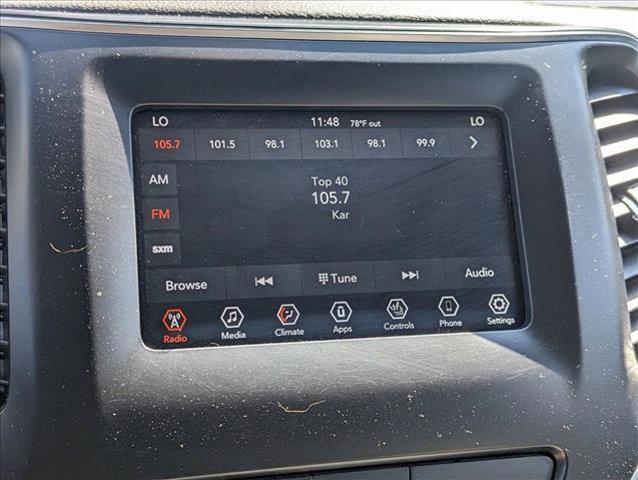 LO 11:48 78°F out LO
105.7 101.5 98.1 103.1 98.1 99.9
AM
FM
sxm
Top 40
105.7
Kar
Browse Tune Audio
Radio Media Climate Apps Controls Phone Settings